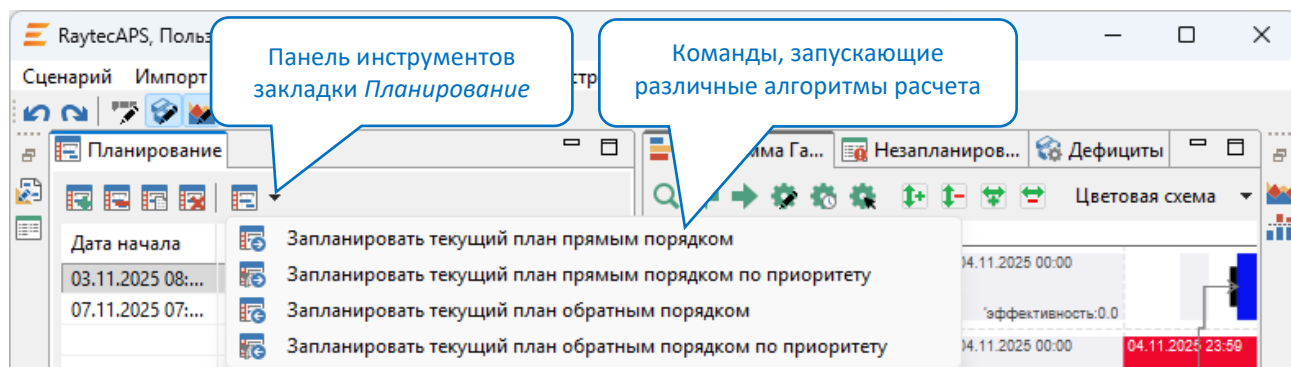 RaytecAPS, Польз
Панель инструментов
закладки Планирование
Команды, запускающие
различные алгоритмы расчета
Сценарий Импорт
Планирование
Незапланиров...
Дефициты
Цветовая схема
Дата начала
03.11.2025 08:...
07.11.2025 07:...
Запланировать текущий план прямым порядком
Запланировать текущий план прямым порядком по приоритету
Запланировать текущий план обратным порядком
Запланировать текущий план обратным порядком по приоритету
04.11.2025 00:00
эффективность:0.0
04.11.2025 00:00
04.11.2025 23:59